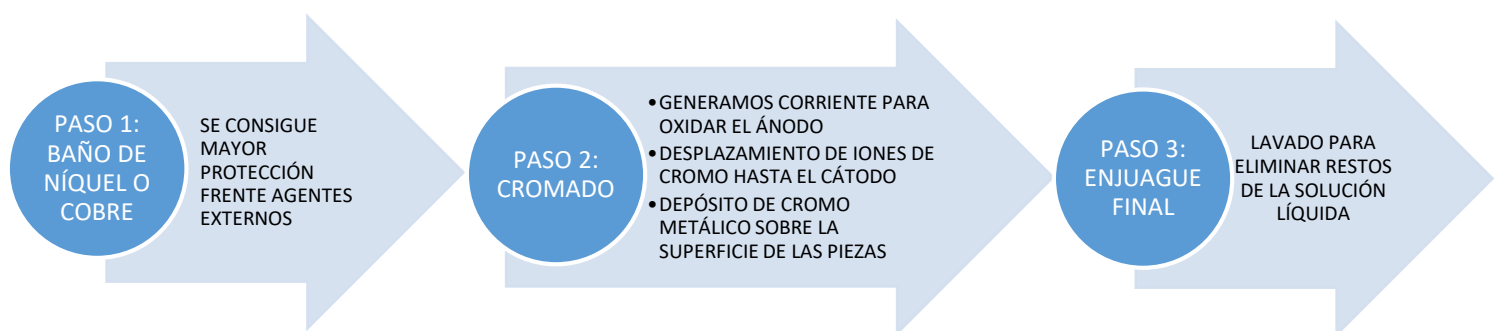 PASO 1:
BAÑO DE
NÍQUEL O
COBRE
SE CONSIGUE
MAYOR
PROTECCIÓN
FRENTE AGENTES
EXTERNOS
PASO 2:
CROMADO
•GENERAMOS CORRIENTE PARA
OXIDAR EL ÁNODO
•DESPLAZAMIENTO DE IONES DE
CROMO HASTA EL CÁTODO
•DEPÓSITO DE CROMO
METÁLICO SOBRE LA
SUPERFICIE DE LAS PIEZAS
PASO 3:
ENJUAGUE
FINAL
LAVADO PARA
ELIMINAR RESTOS
DE LA SOLUCIÓN
LÍQUIDA